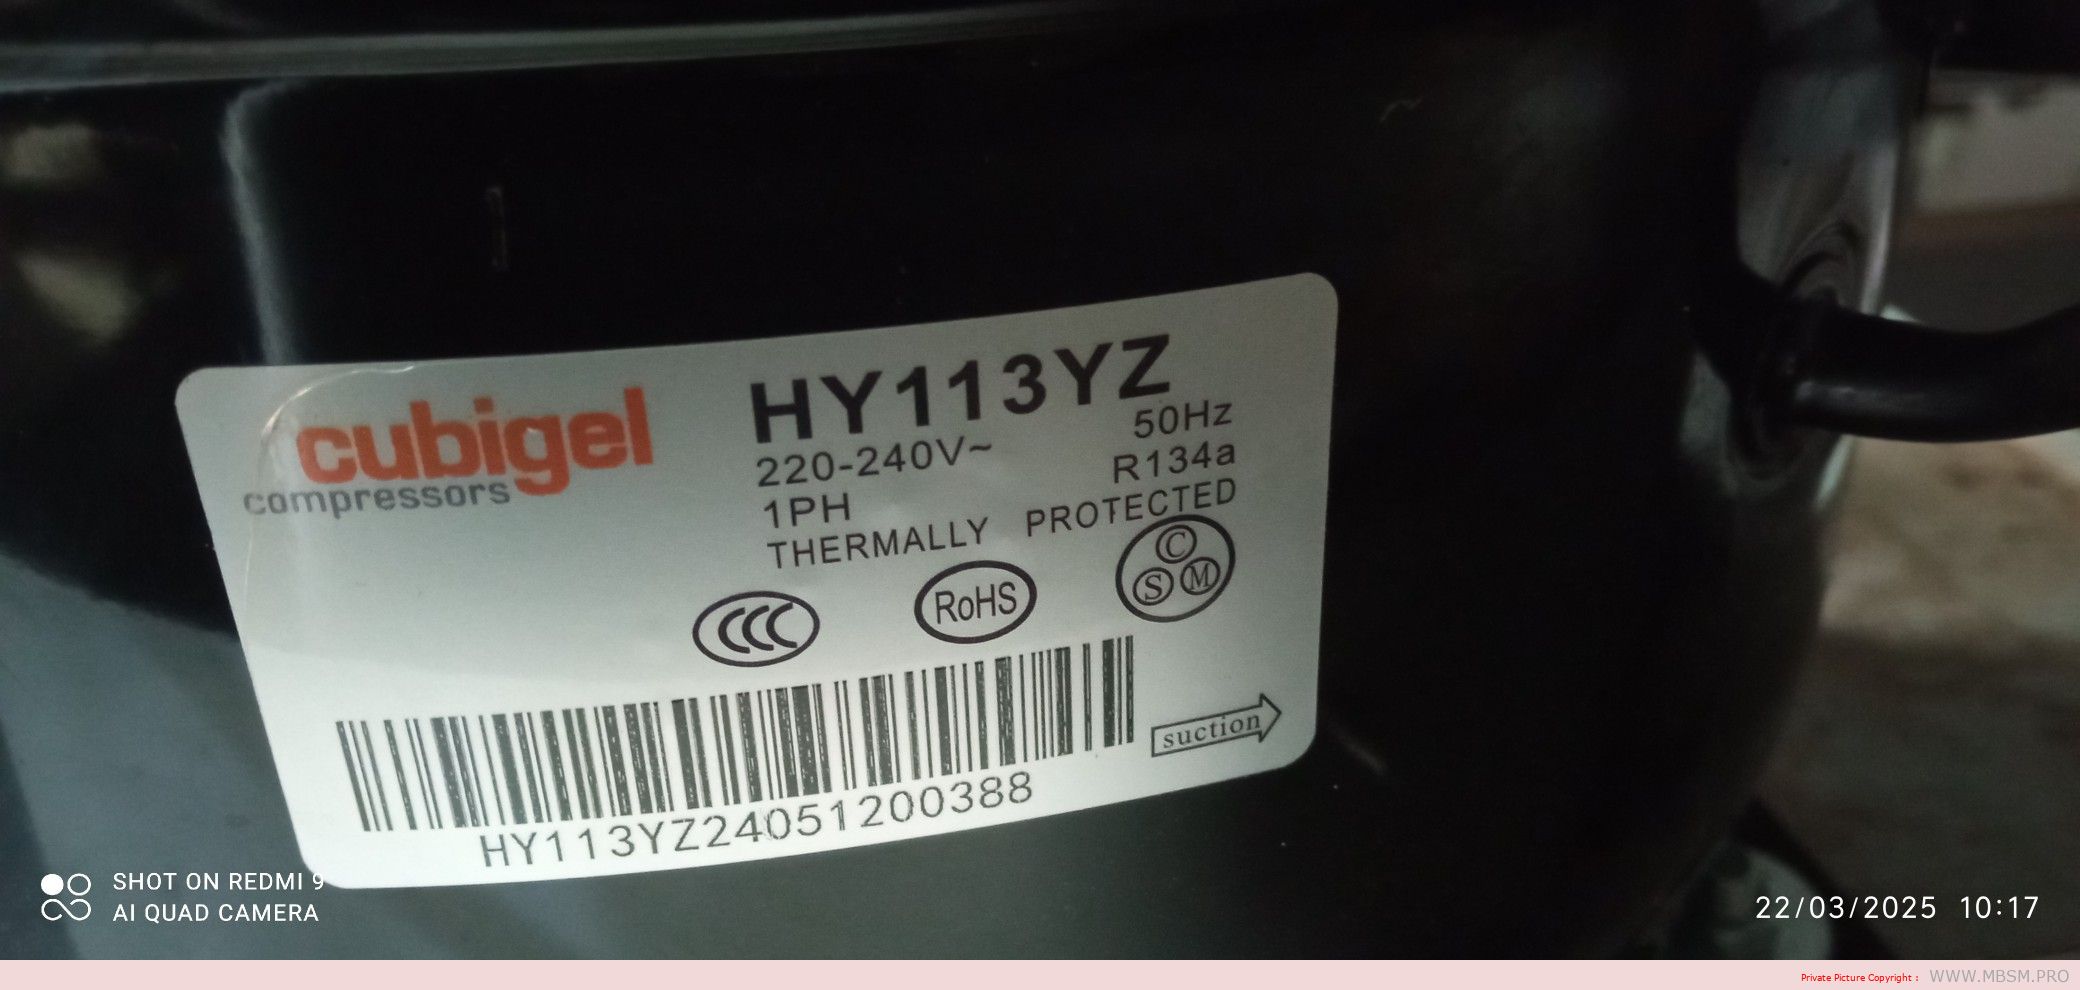 cubigel
compressors
HY113YZ
220-240V~ 50Hz
1PH R134a
THERMALLY PROTECTED
CCC
RoHS
C
S M
suction
HY113YZ24051200388
SHOT ON REDMI 9
AI QUAD CAMERA
22/03/2025 10:17
Private Picture Copyright : WWW.MBSM.PRO